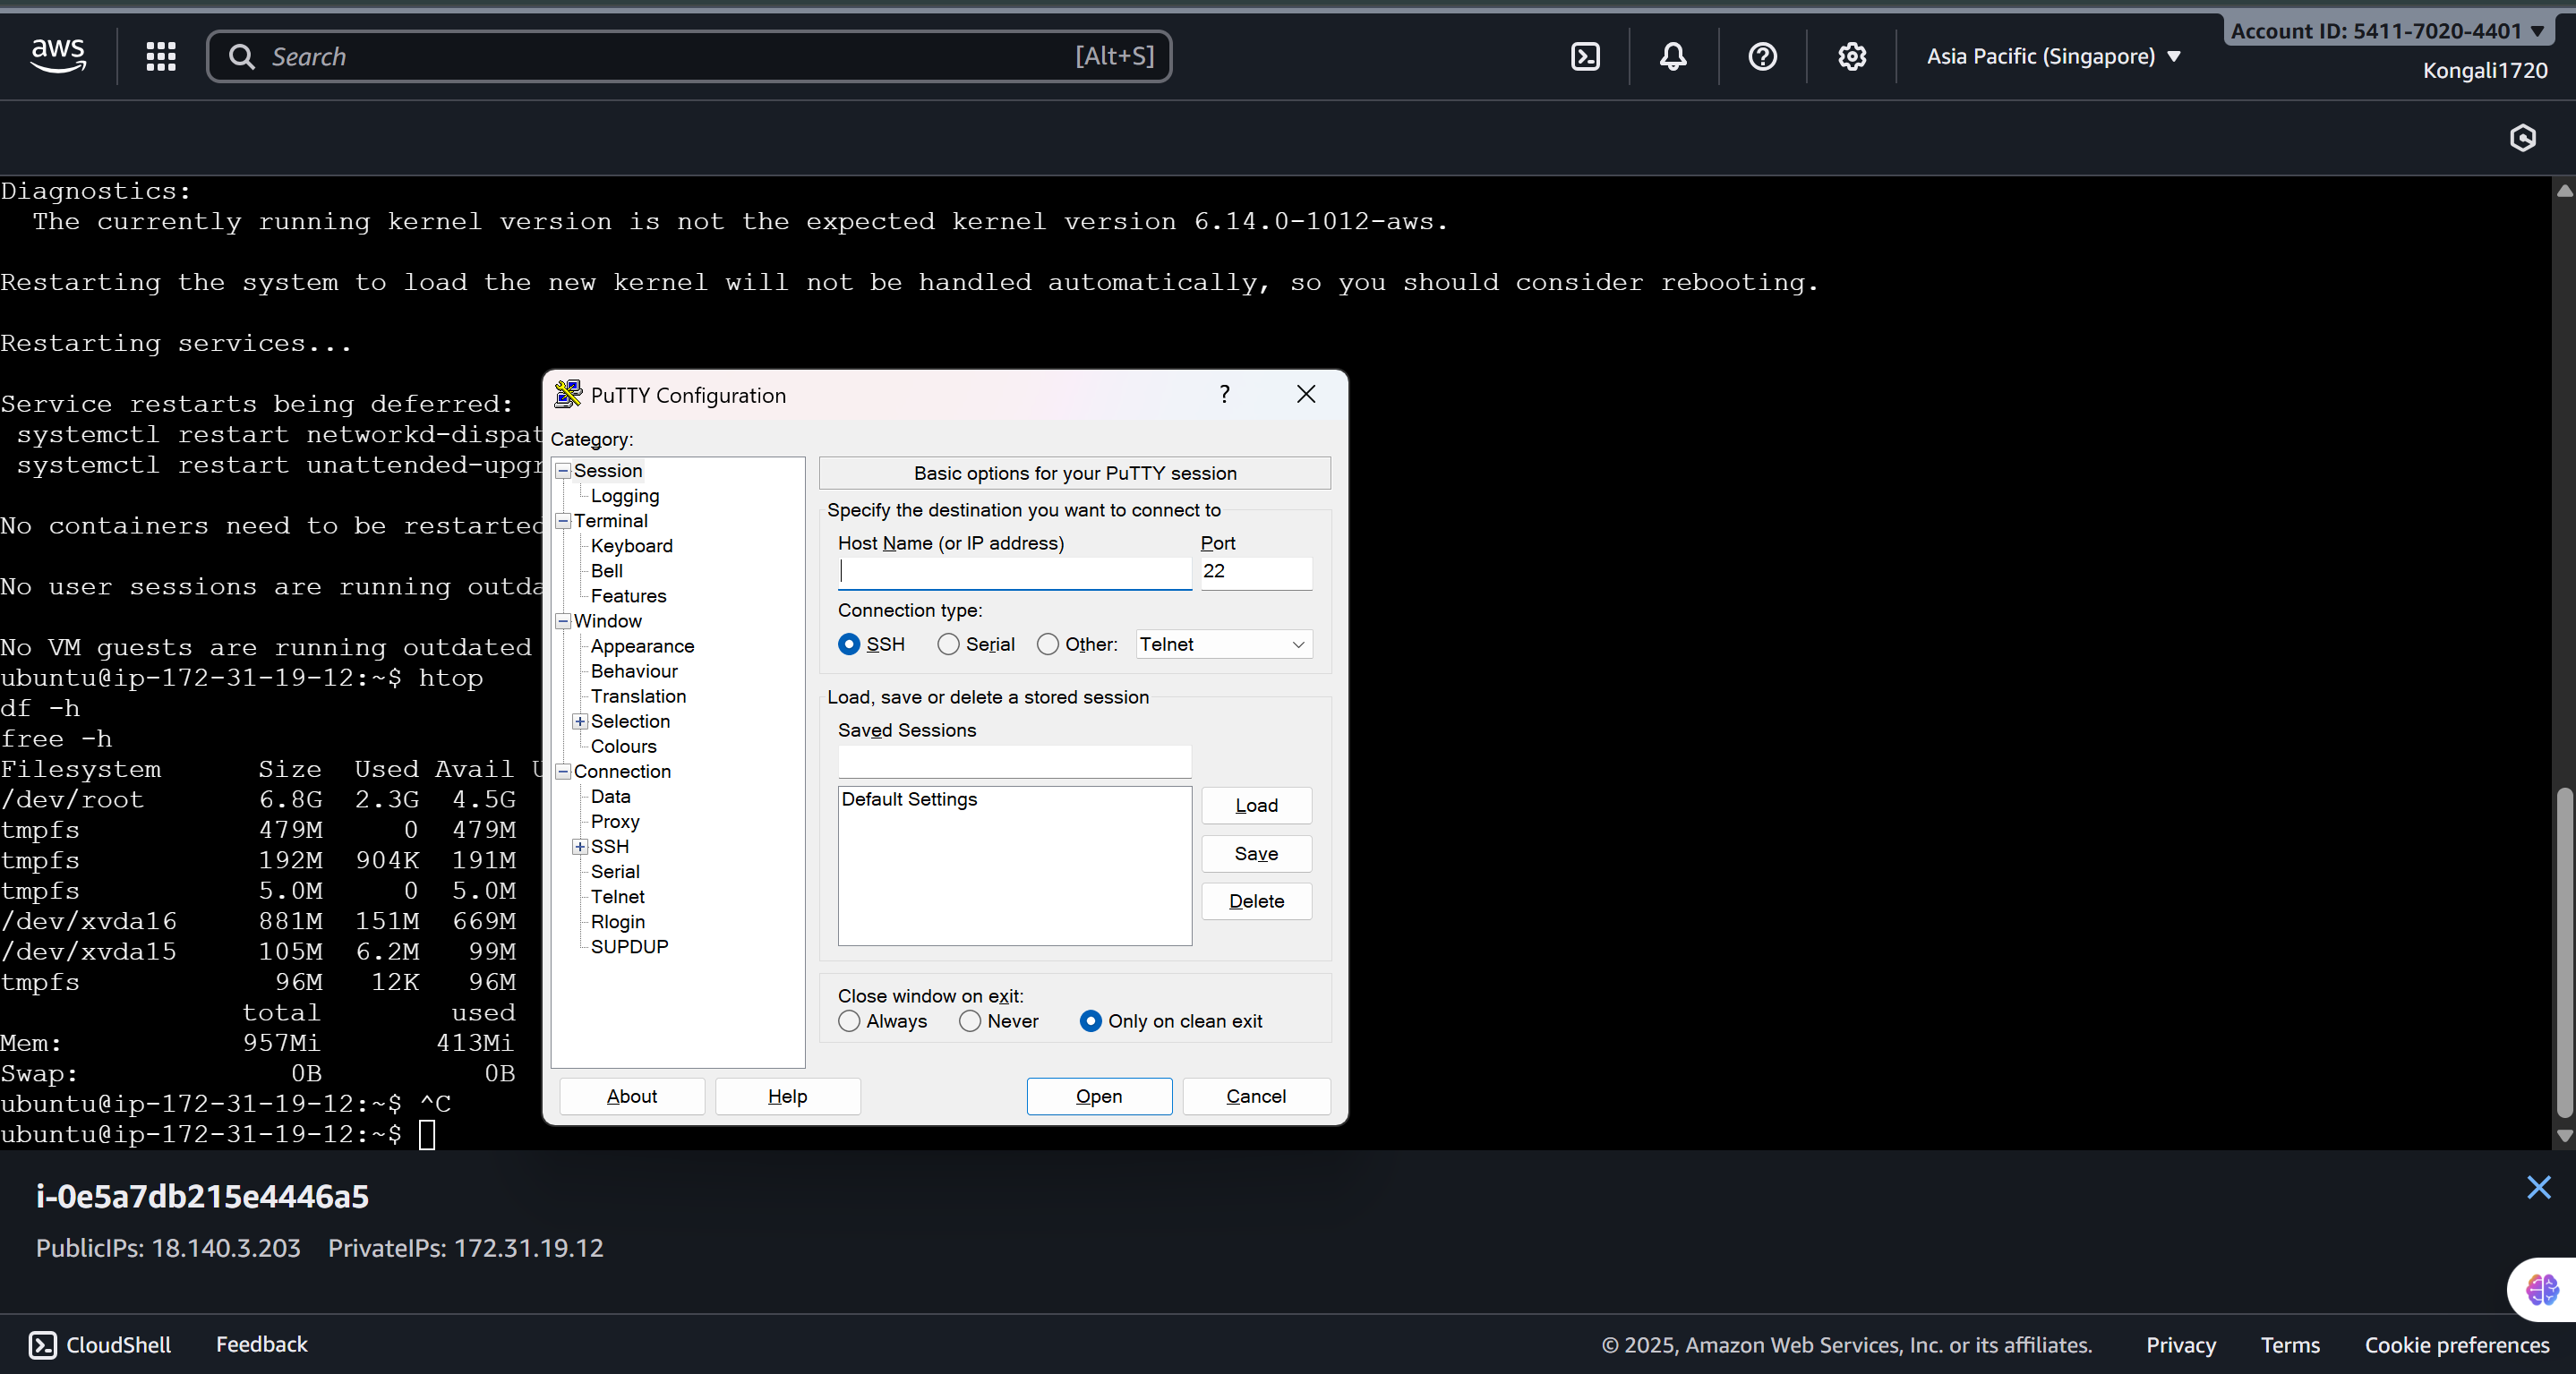 aws
Search [Alt+S]
Asia Pacific (Singapore)
Account ID: 5411-7020-4401
Kongali1720
Diagnostics:
The currently running kernel version is not the expected kernel version 6.14.0-1012-aws.
Restarting the system to load the new kernel will not be handled automatically, so you should consider rebooting.
Restarting services...
Service restarts being deferred:
systemctl restart networkd-dispat
systemctl restart unattended-upgr
No containers need to be restarted
No user sessions are running outda
No VM guests are running outdated
ubuntu@ip-172-31-19-12:~$ htop
df -h
free -h
Filesystem Size Used Avail U
/dev/root 6.8G 2.3G 4.5G
tmpfs 479M 0 479M
tmpfs 192M 904K 191M
tmpfs 5.0M 0 5.0M
/dev/xvda16 881M 151M 669M
/dev/xvda15 105M 6.2M 99M
tmpfs 96M 12K 96M
total used
Mem: 957Mi 413Mi
Swap: 0B 0B
ubuntu@ip-172-31-19-12:~$ ^C
ubuntu@ip-172-31-19-12:~$
PuTTY Configuration ?
Category:
Session
Logging
Terminal
Keyboard
Bell
Features
Window
Appearance
Behaviour
Translation
Selection
Colours
Connection
Data
Proxy
SSH
Serial
Telnet
Rlogin
SUPDUP
Basic options for your PuTTY session
Specify the destination you want to connect to
Host Name (or IP address) Port
22
Connection type:
SSH Serial Other: Telnet
Load, save or delete a stored session
Saved Sessions
Default Settings
Load
Save
Delete
Close window on exit:
Always Never Only on clean exit
About Help Open Cancel
i-0e5a7db215e4446a5
PublicIPs: 18.140.3.203 PrivateIPs: 172.31.19.12
CloudShell Feedback © 2025, Amazon Web Services, Inc. or its affiliates. Privacy Terms Cookie preferences